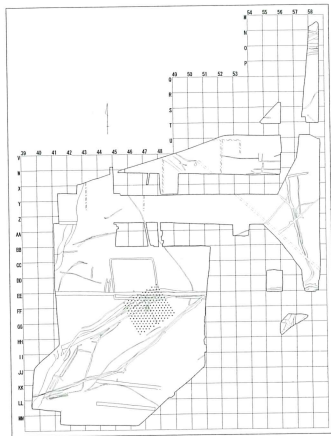 54 55 56 57 58
M
N
O
P
49 50 51 52 53
Q
R
S
T
U
39 40 41 42 43 44 45 46 47 48
V
W
X
Y
Z
AA
BB
CC
DD
EE
FF
GG
HH
II
JJ
KK
LL
MM